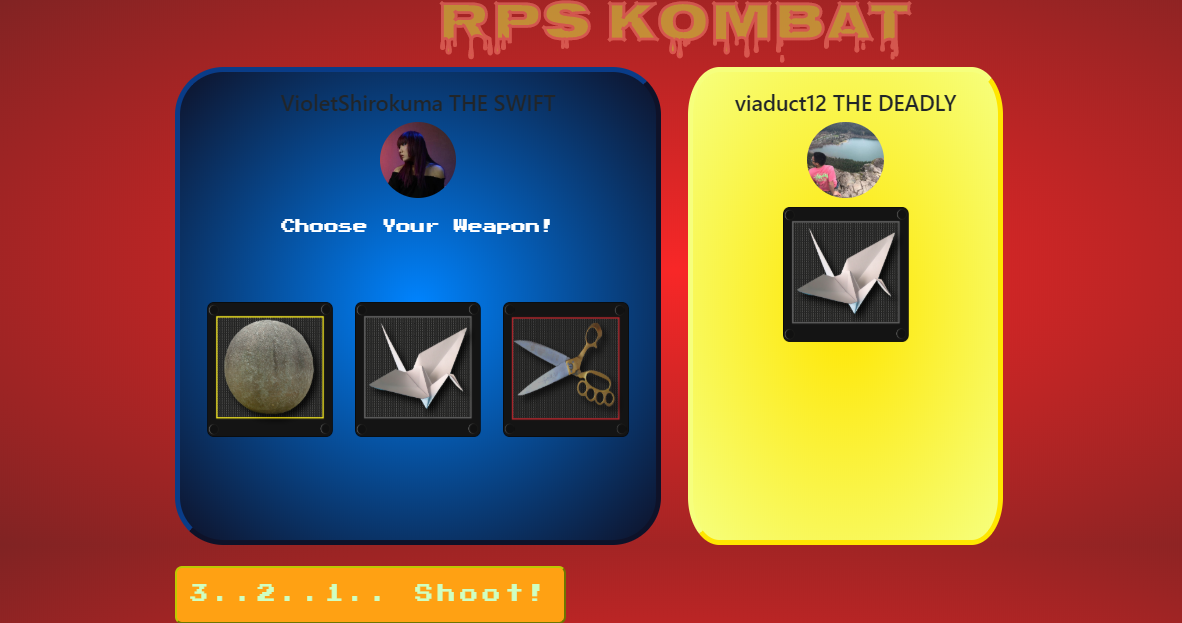 RPS KOMBAT
VioletShirokuma THE SWIFT
Choose Your Weapon!
viaduct12 THE DEADLY
3..2..1.. Shoot!